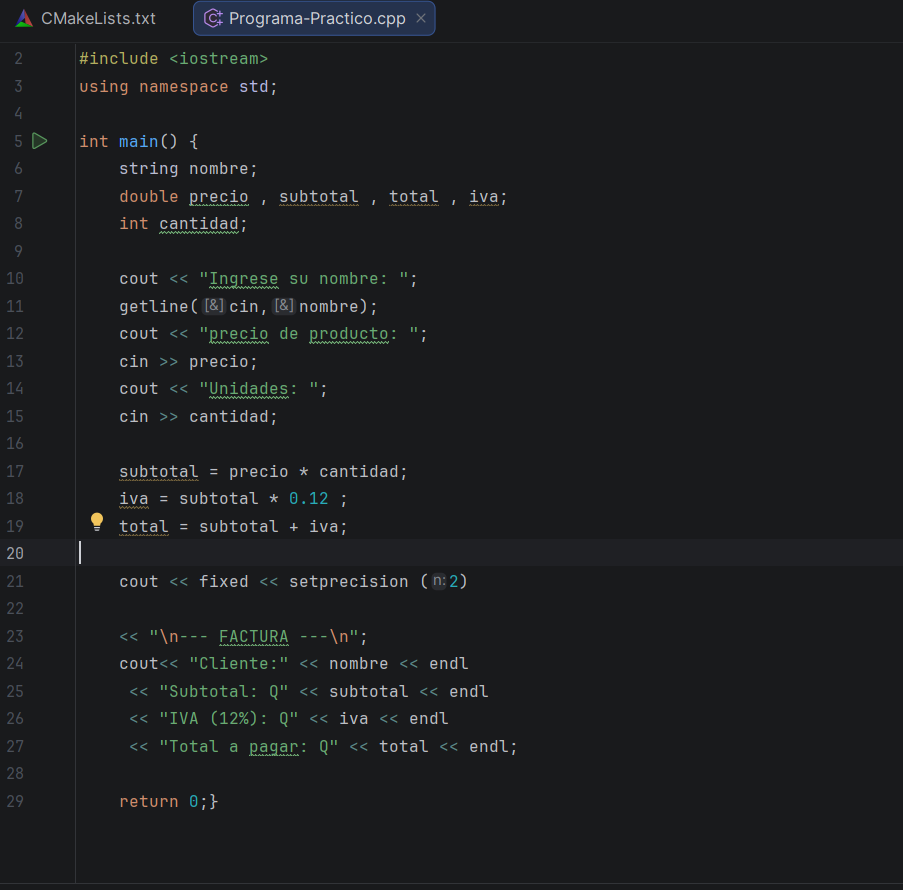 CMakeLists.txt
Programa-Practico.cpp
2 #include <iostream>
3 using namespace std;
4
5 int main() {
6     string nombre;
7     double precio , subtotal , total , iva;
8     int cantidad;
9
10     cout << "Ingrese su nombre: ";
11     getline([&]cin,[&]nombre);
12     cout << "precio de producto: ";
13     cin >> precio;
14     cout << "Unidades: ";
15     cin >> cantidad;
16
17     subtotal = precio * cantidad;
18     iva = subtotal * 0.12 ;
19     total = subtotal + iva;
20
21     cout << fixed << setprecision (n:2)
22
23     << "\n--- FACTURA ---\n";
24     cout<< "Cliente:" << nombre << endl
25      << "Subtotal: Q" << subtotal << endl
26      << "IVA (12%): Q" << iva << endl
27      << "Total a pagar: Q" << total << endl;
28
29     return 0;}